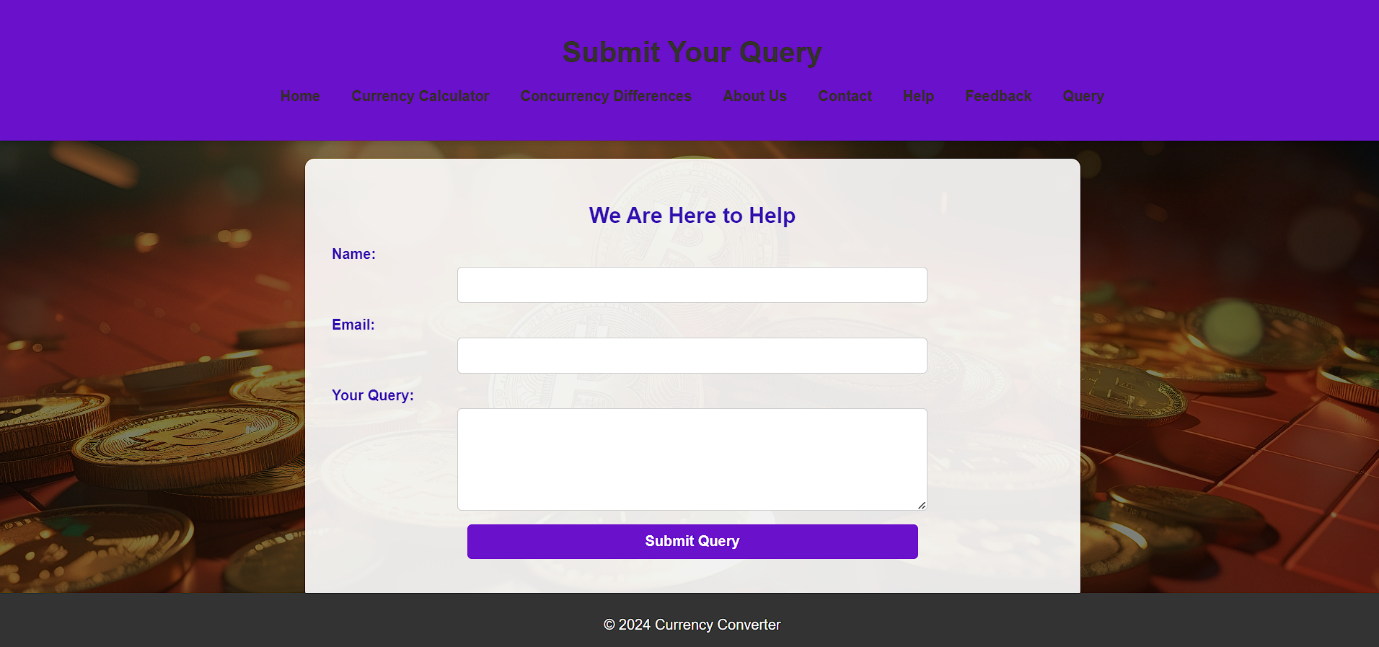 Submit Your Query
Home Currency Calculator Concurrency Differences About Us Contact Help Feedback Query
We Are Here to Help
Name:
Email:
Your Query:
Submit Query
© 2024 Currency Converter